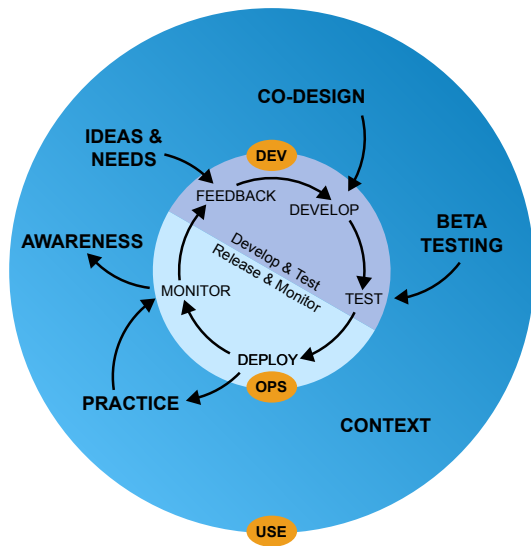 CO-DESIGN
IDEAS &
NEEDS
DEV
FEEDBACK
DEVELOP
AWARENESS
BETA
TESTING
Develop & Test
Release & Monitor
MONITOR
TEST
DEPLOY
OPS
PRACTICE
CONTEXT
USE